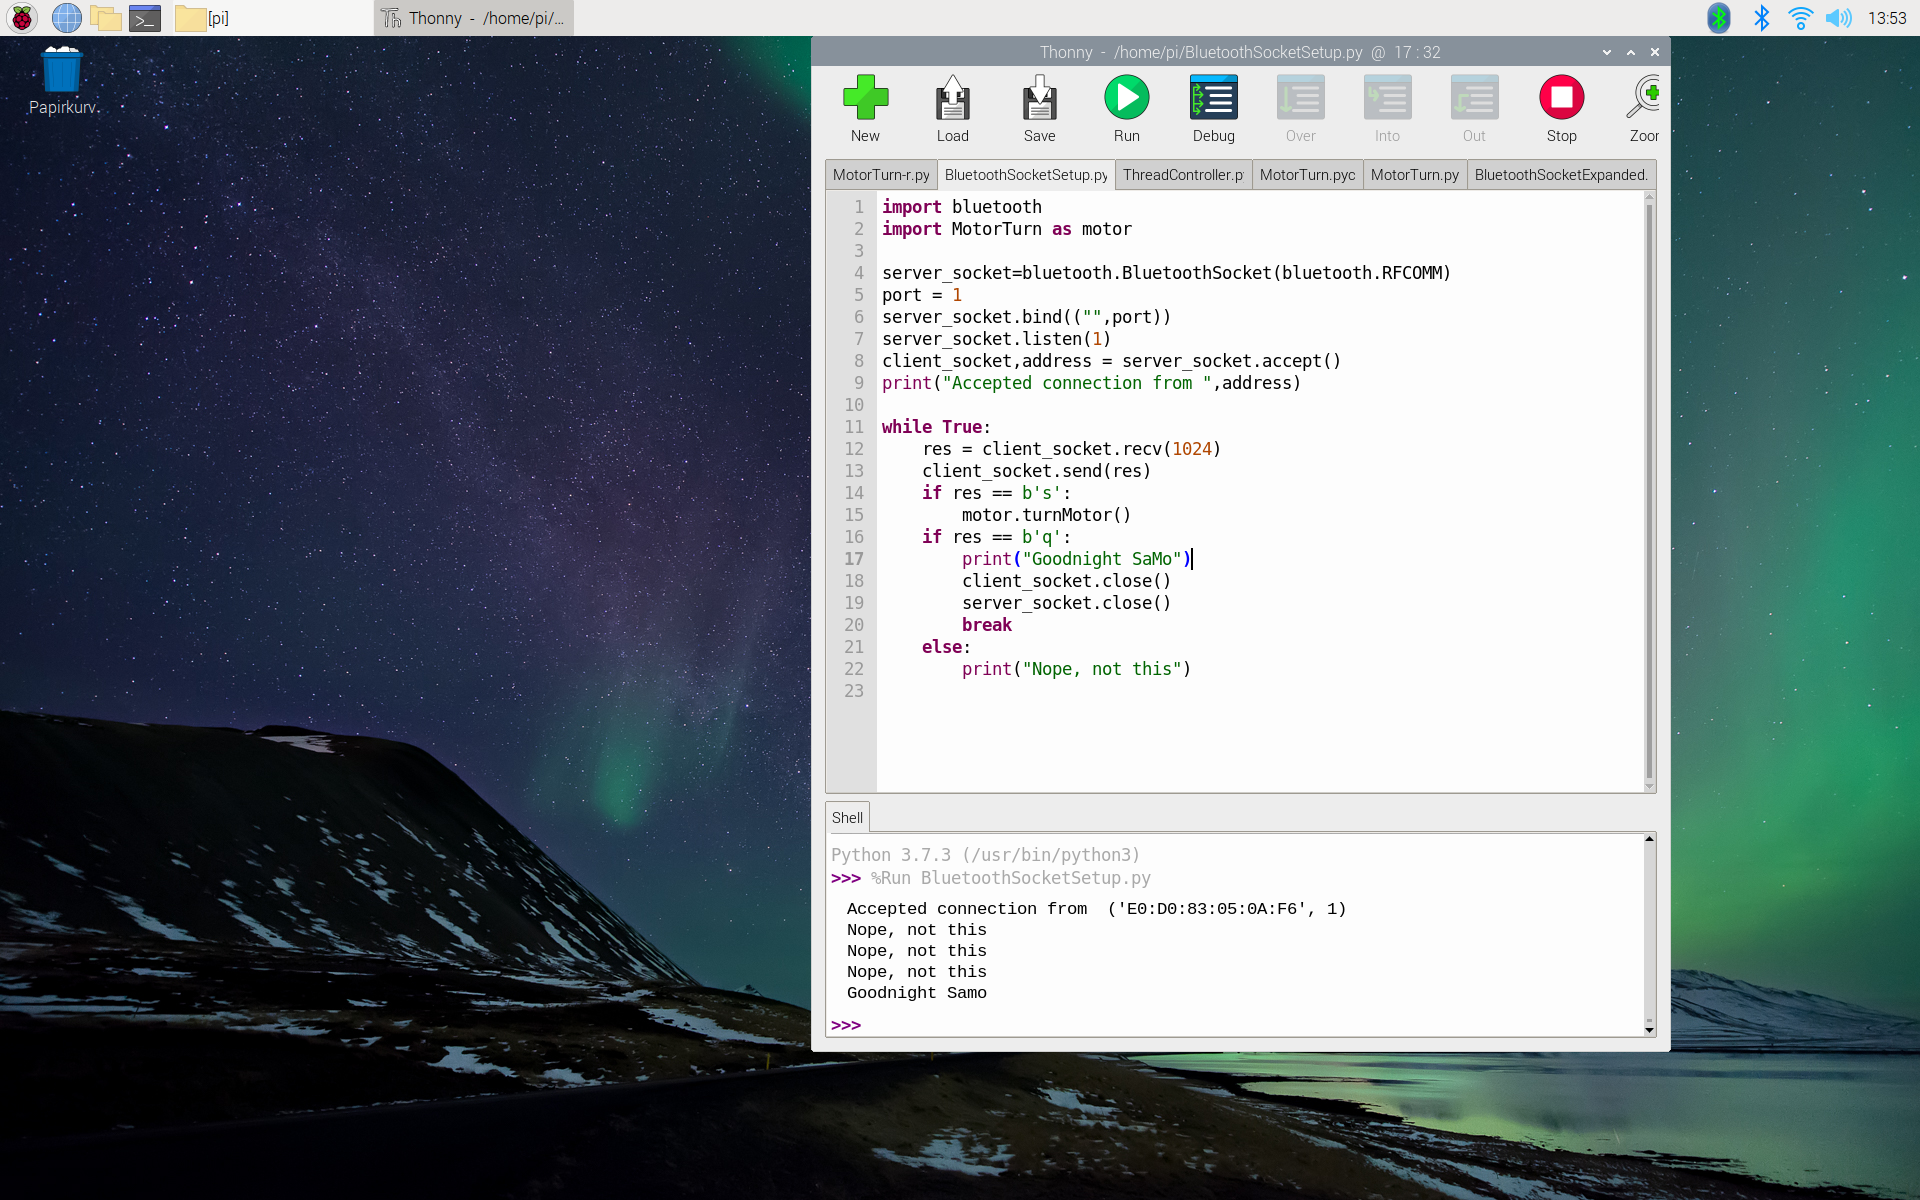 [pi]
Thonny - /home/pi/...
13:53
Papirkurv
Thonny - /home/pi/BluetoothSocketSetup.py @ 17 : 32
New Load Save Run Debug Over Into Out Stop Zoor
MotorTurn-r.py BluetoothSocketSetup.py ThreadController.p MotorTurn.pyc MotorTurn.py BluetoothSocketExpanded.
1 import bluetooth
2 import MotorTurn as motor
3
4 server_socket=bluetooth.BluetoothSocket(bluetooth.RFCOMM)
5 port = 1
6 server_socket.bind(("",port))
7 server_socket.listen(1)
8 client_socket,address = server_socket.accept()
9 print("Accepted connection from ",address)
10
11 while True:
12     res = client_socket.recv(1024)
13     client_socket.send(res)
14     if res == b's':
15         motor.turnMotor()
16     if res == b'q':
17         print("Goodnight SaMo")
18         client_socket.close()
19         server_socket.close()
20         break
21     else:
22         print("Nope, not this")
23
Shell
Python 3.7.3 (/usr/bin/python3)
>>> %Run BluetoothSocketSetup.py
Accepted connection from  ('E0:D0:83:05:0A:F6', 1)
Nope, not this
Nope, not this
Nope, not this
Goodnight Samo
>>>